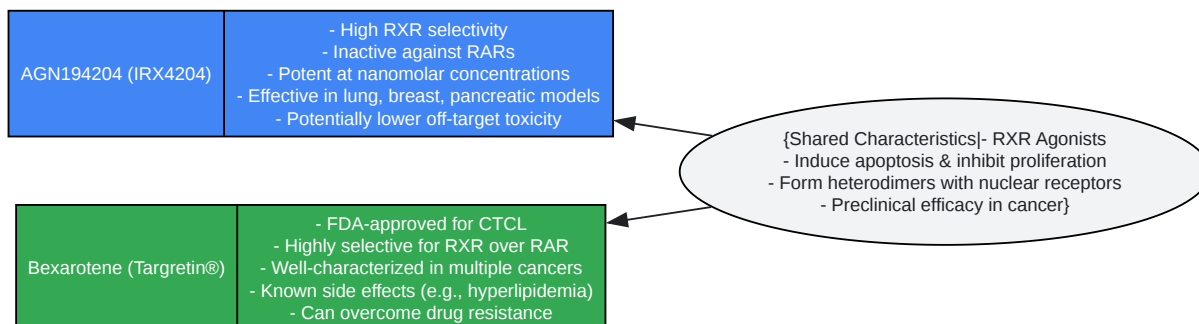 AGN194204 (IRX4204)
- High RXR selectivity
- Inactive against RARs
- Potent at nanomolar concentrations
- Effective in lung, breast, pancreatic models
- Potentially lower off-target toxicity
{Shared Characteristics|- RXR Agonists
- Induce apoptosis & inhibit proliferation
- Form heterodimers with nuclear receptors
- Preclinical efficacy in cancer}
Bexarotene (Targretin®)
- FDA-approved for CTCL
- Highly selective for RXR over RAR
- Well-characterized in multiple cancers
- Known side effects (e.g., hyperlipidemia)
- Can overcome drug resistance